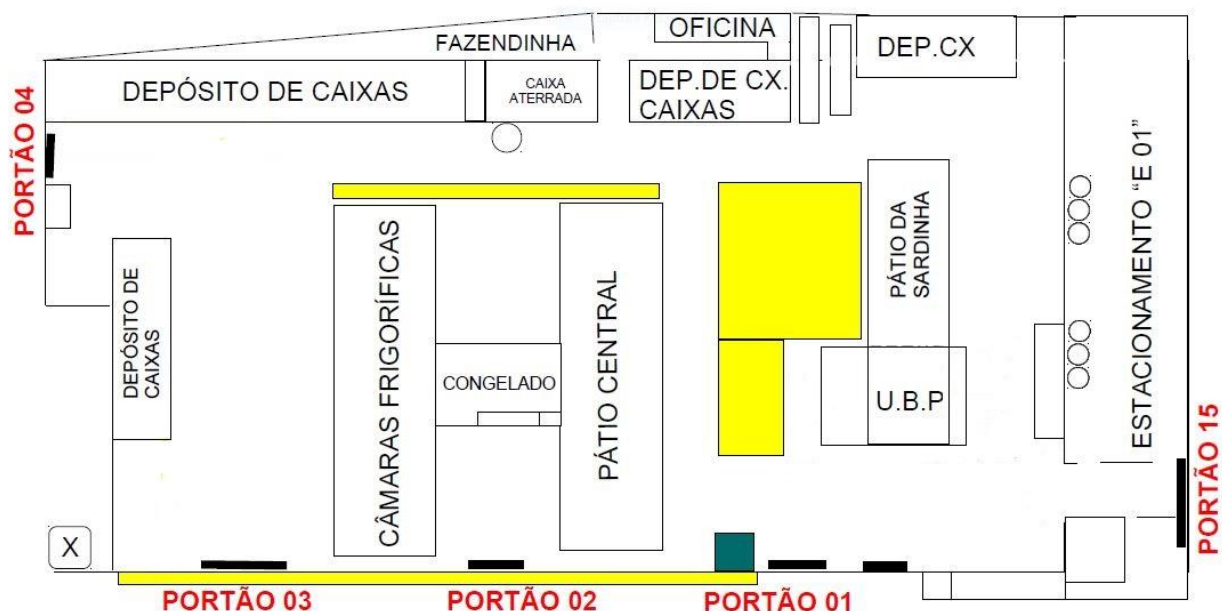 FAZENDINHA
OFICINA
DEP.CX
DEPÓSITO DE CAIXAS
CAIXA
ATERRADA
DEP.DE CX.
CAIXAS
PORTÃO 04
ESTACIONAMENTO “E 01”
PÁTIO DA
SARDINHA
DEPÓSITO DE
CAIXAS
CÂMARAS FRIGORÍFICAS
CONGELADO
PÁTIO CENTRAL
U.B.P
PORTÃO 15
X
PORTÃO 03
PORTÃO 02
PORTÃO 01